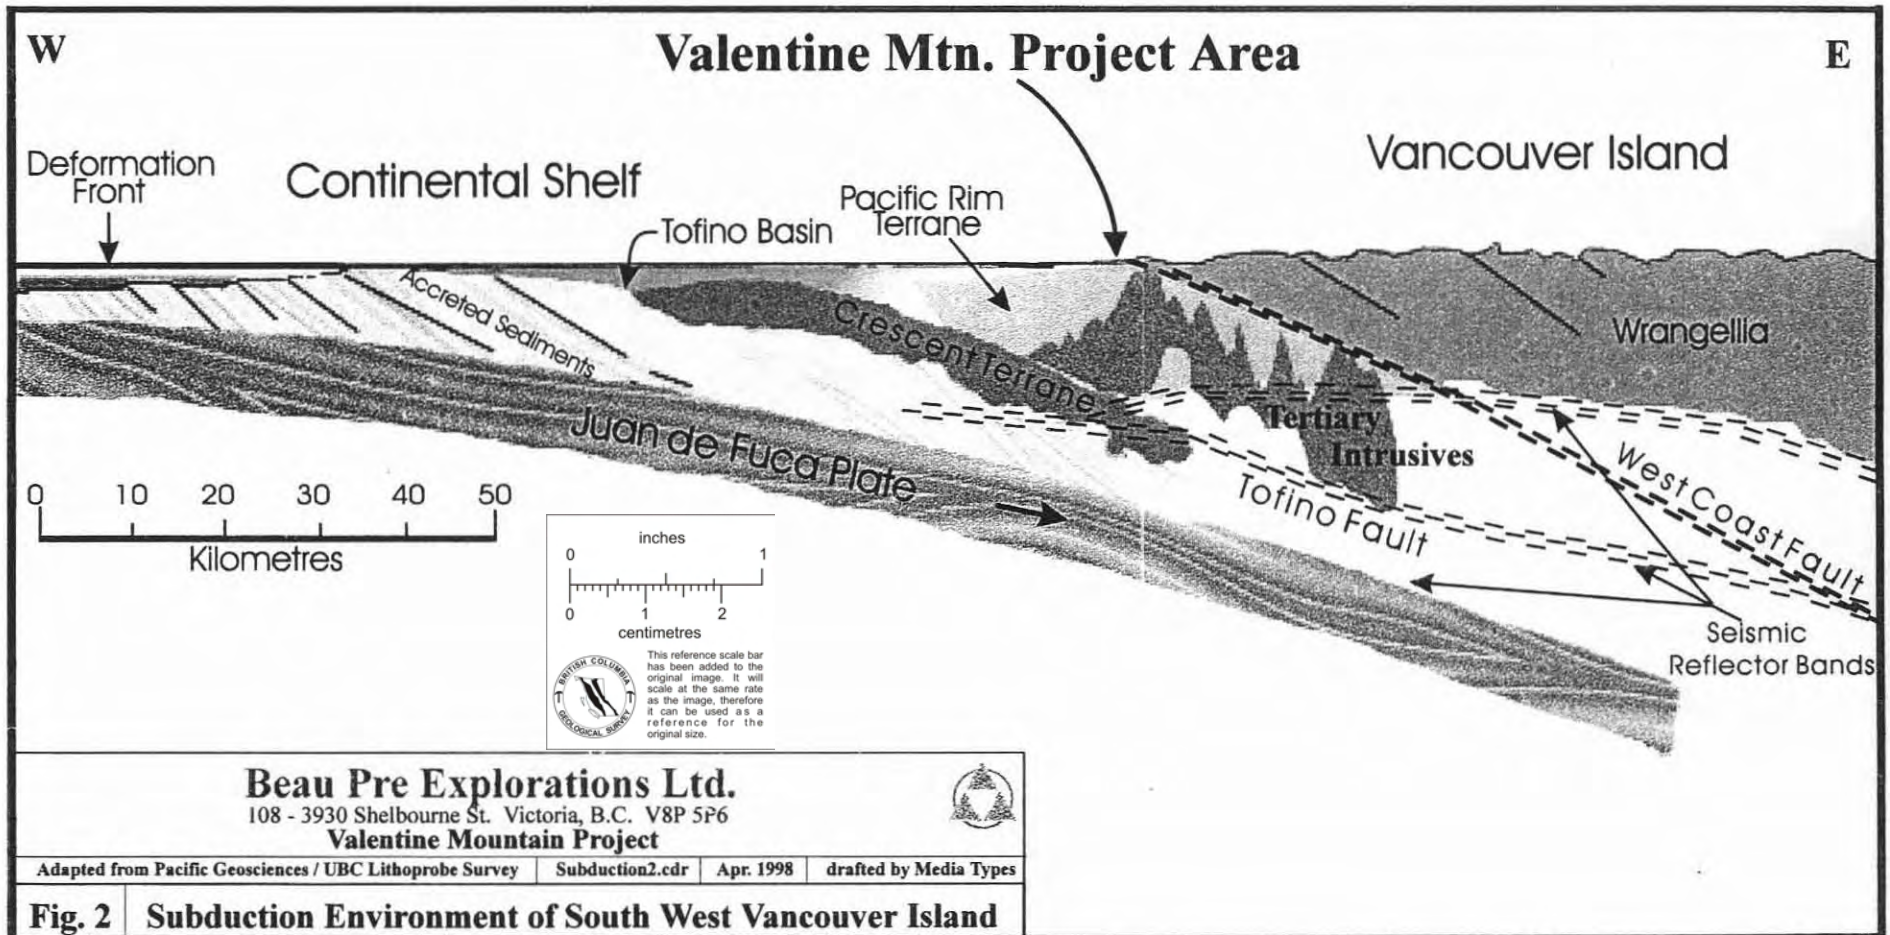 W
Valentine Mtn. Project Area
E
Deformation
Front
Continental Shelf
Tofino Basin
Pacific Rim
Terrane
Vancouver Island
Accreted Sediments
Crescent Terrane
Wrangellia
Juan de Fuca Plate
Tertiary
Intrusives
Tofino Fault
West Coast Fault
Seismic
Reflector Bands
0 10 20 30 40 50
Kilometres
inches
0 1
0 1 2
centimetres
BRITISH COLUMBIA
GEOLOGICAL SURVEY
This reference scale bar
has been added to the
original image. It will
scale at the same rate
as the image, therefore
it can be used as a
reference for the
original size.
Beau Pre Explorations Ltd.
108 - 3930 Shelbourne St. Victoria, B.C. V8P 5P6
Valentine Mountain Project
Adapted from Pacific Geosciences / UBC Lithoprobe Survey Subduction2.cdr Apr. 1998 drafted by Media Types
Fig. 2 Subduction Environment of South West Vancouver Island